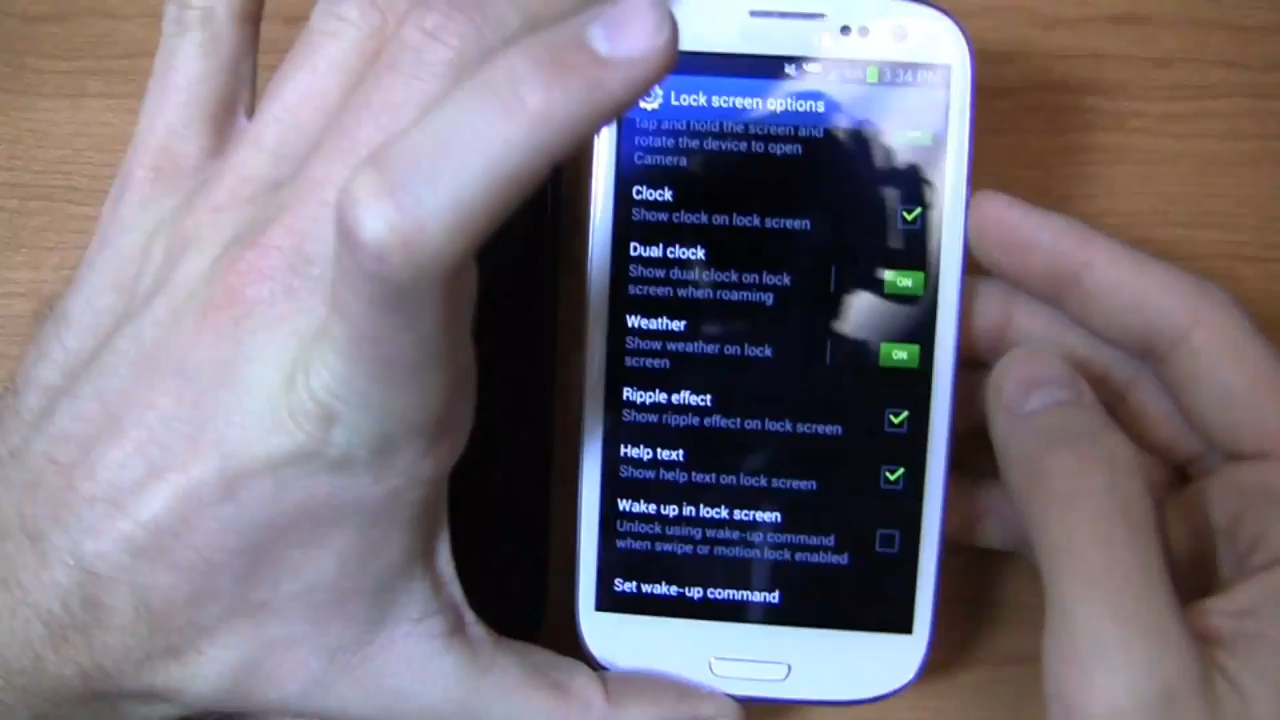 3:34 PM
Lock screen options
tap and hold the screen and
rotate the device to open
Camera
Clock
Show clock on lock screen
Dual clock
Show dual clock on lock
screen when roaming
ON
Weather
Show weather on lock
screen
ON
Ripple effect
Show ripple effect on lock screen
Help text
Show help text on lock screen
Wake up in lock screen
Unlock using wake-up command
when swipe or motion lock enabled
Set wake-up command